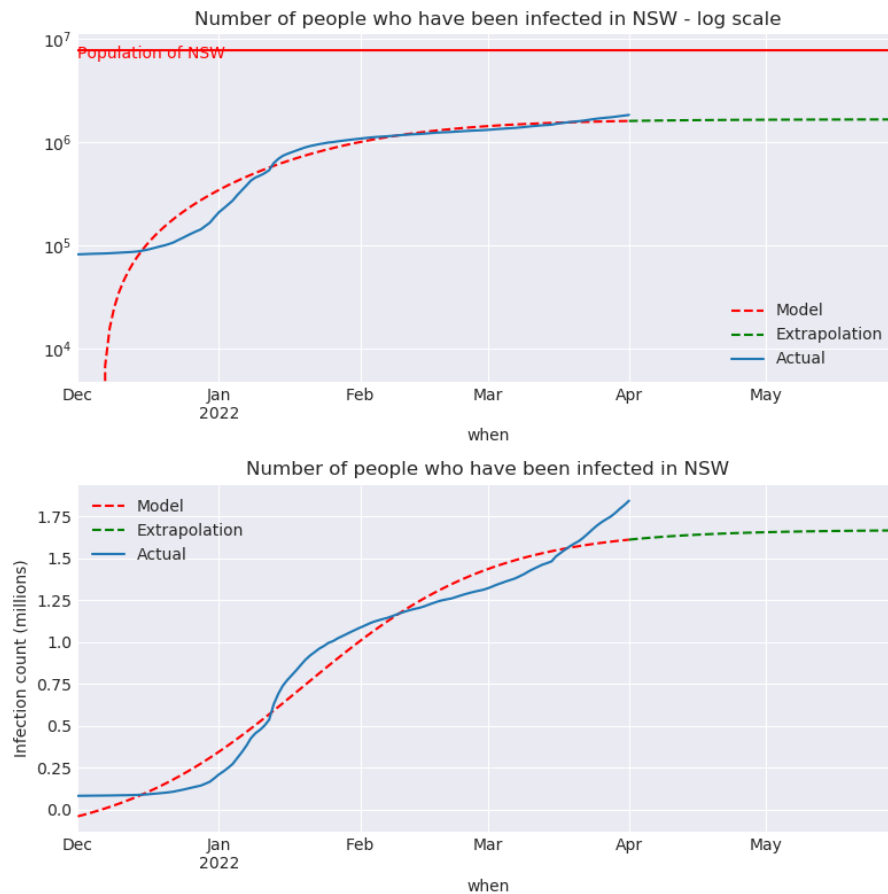 Number of people who have been infected in NSW - log scale
10⁷
Population of NSW
10⁶
10⁵
10⁴
Model
Extrapolation
Actual
Dec
Jan
2022
Feb
Mar
Apr
May
when
Number of people who have been infected in NSW
Infection count (millions)
1.75
1.5
1.25
1.0
0.75
0.5
0.25
0.0
Model
Extrapolation
Actual
Dec
Jan
2022
Feb
Mar
Apr
May
when